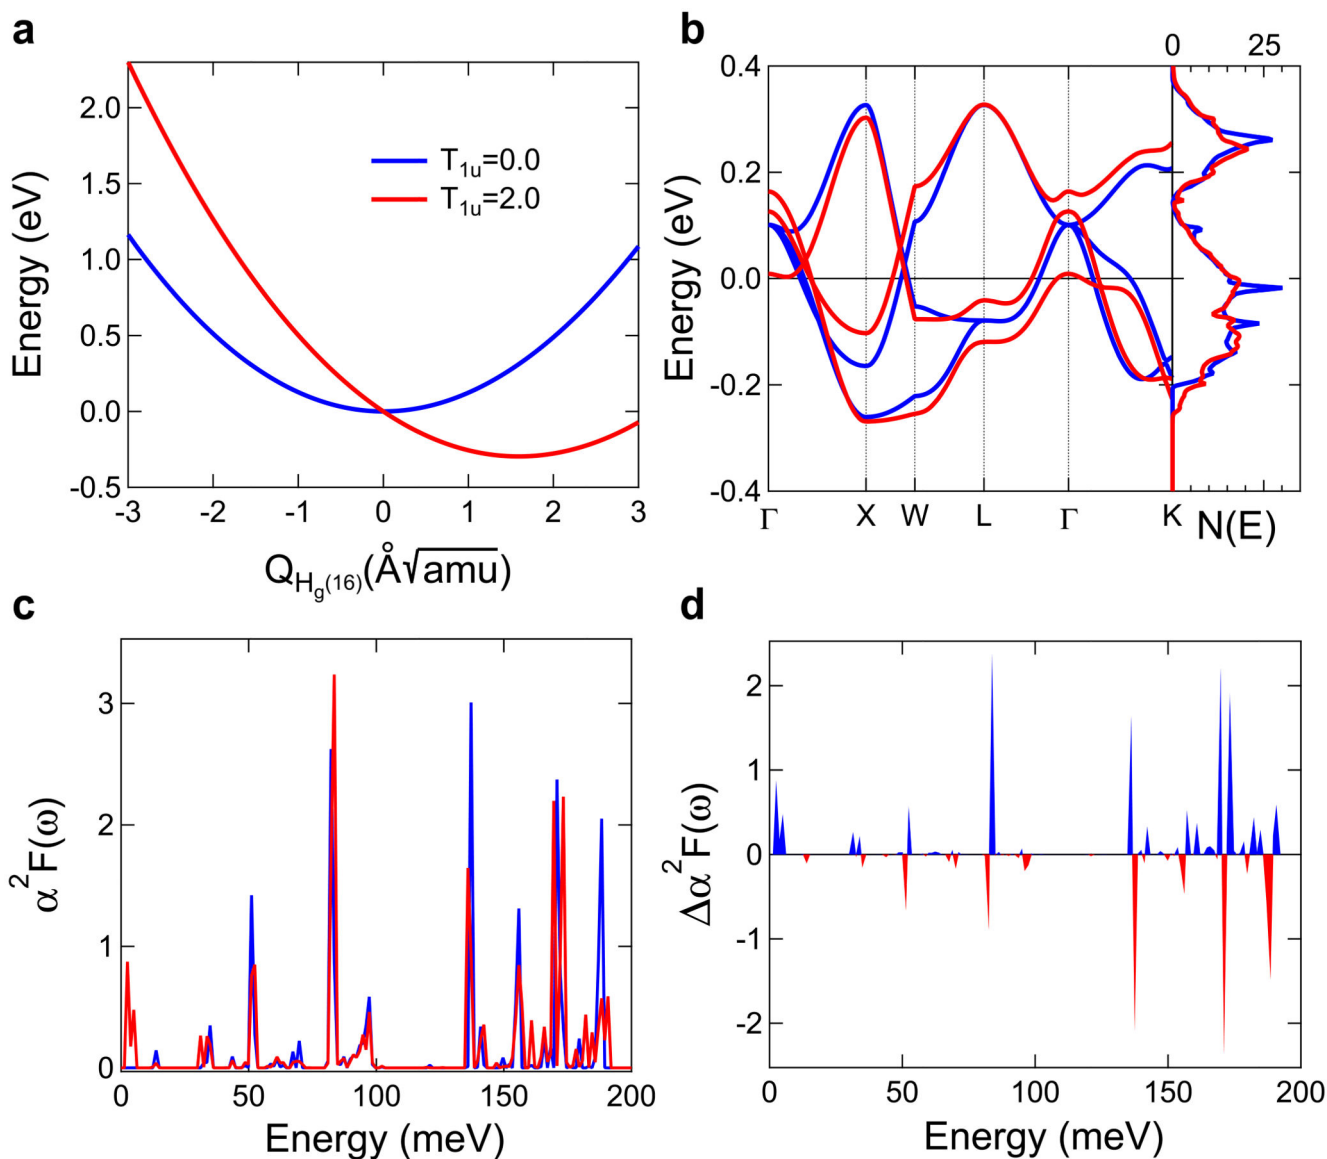 a
2.0
1.5
1.0
0.5
0.0
-0.5
Energy (eV)
T1u=0.0
T1u=2.0
-3 -2 -1 0 1 2 3
QHg(16)(Å√amu)
b
0 25
0.4
0.2
0.0
-0.2
-0.4
Energy (eV)
Γ X W L Γ K
N(E)
c
3
2
1
0
α²F(ω)
0 50 100 150 200
Energy (meV)
d
2
1
0
-1
-2
Δα²F(ω)
0 50 100 150 200
Energy (meV)